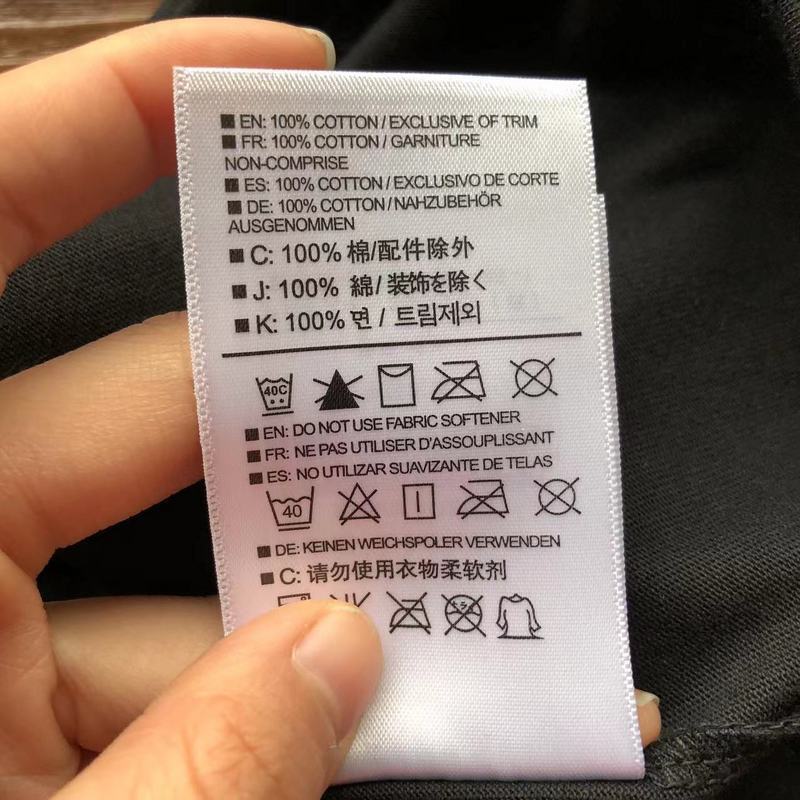 EN: 100% COTTON / EXCLUSIVE OF TRIM
FR: 100% COTTON / GARNITURE
NON-COMPRISE
ES: 100% COTTON / EXCLUSIVO DE CORTE
DE: 100% COTTON / NAHZUBEHÖR
AUSGENOMMEN
C: 100% 棉/配件除外
J: 100% 綿/装飾を除く
K: 100% 면 / 트림제외
40C
EN: DO NOT USE FABRIC SOFTENER
FR: NE PAS UTILISER D'ASSOUPLISSANT
ES: NO UTILIZAR SUAVIZANTE DE TELAS
40
DE: KEINEN WEICHSPOLER VERWENDEN
C: 请勿使用衣物柔软剂